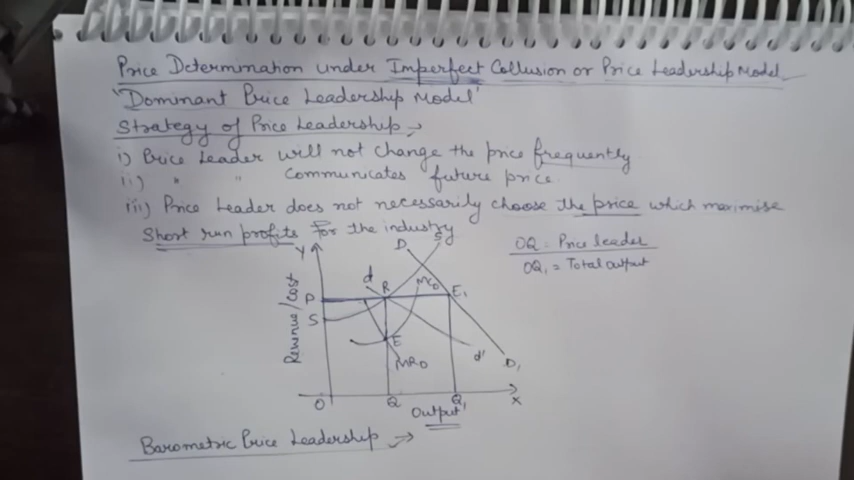 Price Determination under Imperfect Collusion or Price Leadership Model
'Dominant Price Leadership Model'
Strategy of Price Leadership
i) Price Leader will not change the price frequently
ii) " " communicates future price.
iii) Price Leader does not necessarily choose the price which maximise
Short run profits for the industry
OQ = Price leader
OQ1 = Total output
Y
D
S
d
R
MCD
E1
P
S
Revenue/cost
E
d'
D1
MRD
O
Q
Q1
X
Output
Barometric Price Leadership →